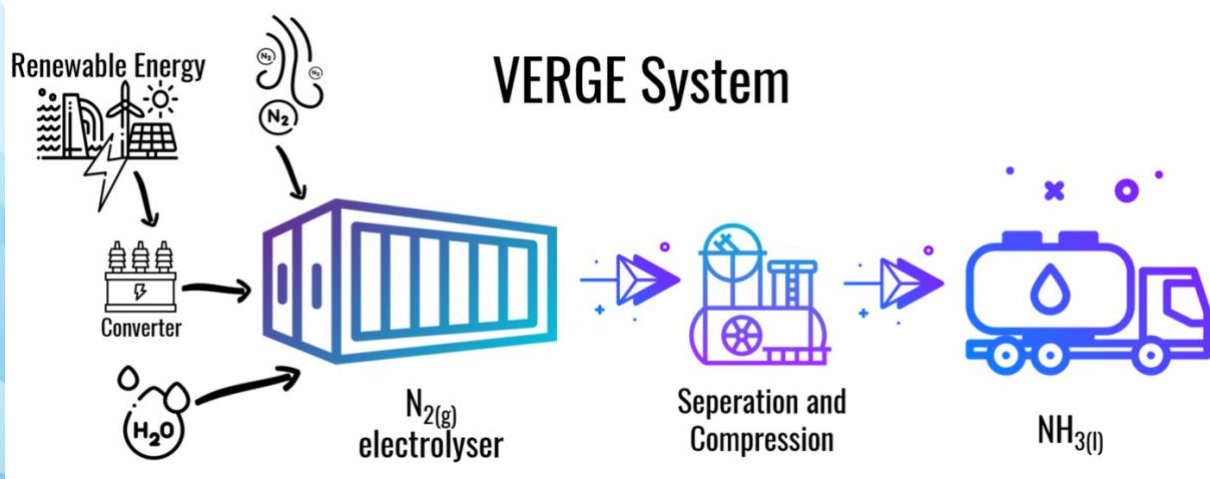 VERGE System
Renewable Energy
N₂
N₂
N₂
Converter
H₂O
N₂(g)
electrolyser
Seperation and
Compression
NH₃(l)